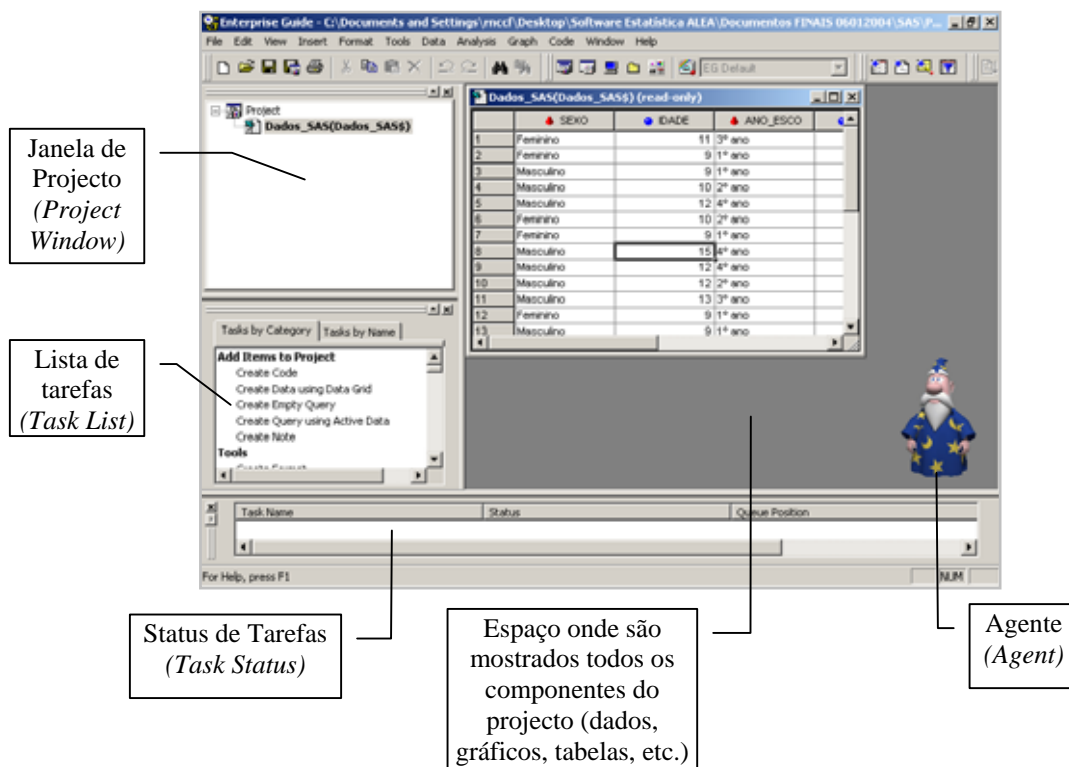 Enterprise Guide - C:\Documents and Settings\rnccf\Desktop\Software Estatística ALEA\Documentos FINAIS 06012004\SAS\P...
File Edit View Insert Format Tools Data Analysis Graph Code Window Help
EG Default
Project
Dados_SAS(Dados_SAS$)
Dados_SAS(Dados_SAS$) (read-only)
SEXO IDADE ANO_ESCO
1 Feminino 11 3º ano
2 Feminino 9 1º ano
3 Masculino 9 1º ano
4 Masculino 10 2º ano
5 Masculino 12 4º ano
6 Feminino 10 2º ano
7 Feminino 9 1º ano
8 Masculino 15 4º ano
9 Masculino 12 4º ano
10 Masculino 12 2º ano
11 Masculino 13 3º ano
12 Feminino 9 1º ano
13 Masculino 9 1º ano
Janela de
Projecto
(Project
Window)
Tasks by Category Tasks by Name
Add Items to Project
Create Code
Create Data using Data Grid
Create Empty Query
Create Query using Active Data
Create Note
Tools
Create Format
Lista de
tarefas
(Task List)
Task Name Status Queue Position
For Help, press F1 NUM
Status de Tarefas
(Task Status)
Espaço onde são
mostrados todos os
componentes do
projecto (dados,
gráficos, tabelas, etc.)
Agente
(Agent)